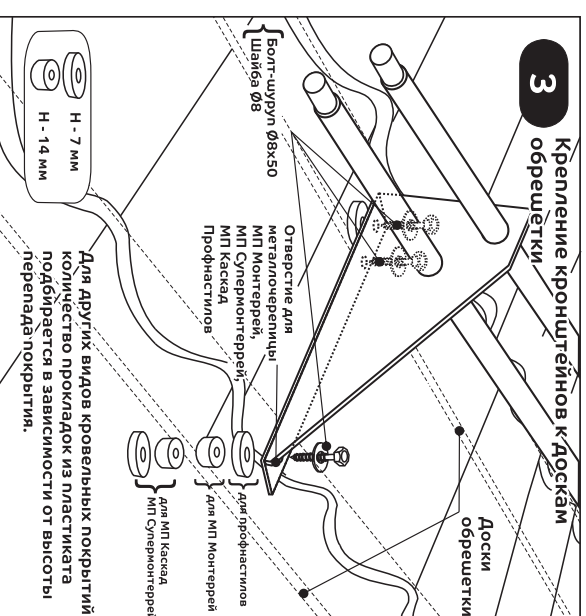 3
Крепление кронштейнов к доскам
обрешётки
Болт-шуруп Ø8х50
Шайба Ø8
Н - 7 мм
Н - 14 мм
Отверстие для
металлочерепицы
МП Монтеррей,
МП Супермонтеррей,
МП Каскад
Профнастилов
Доски
обрешетки
для профнастилов
для МП Монтеррей
для МП Каскад
МП Супермонтеррей
Для других видов кровельных покрытий
количество прокладок из пластиката
подбирается в зависимости от высоты
перепада покрытия.